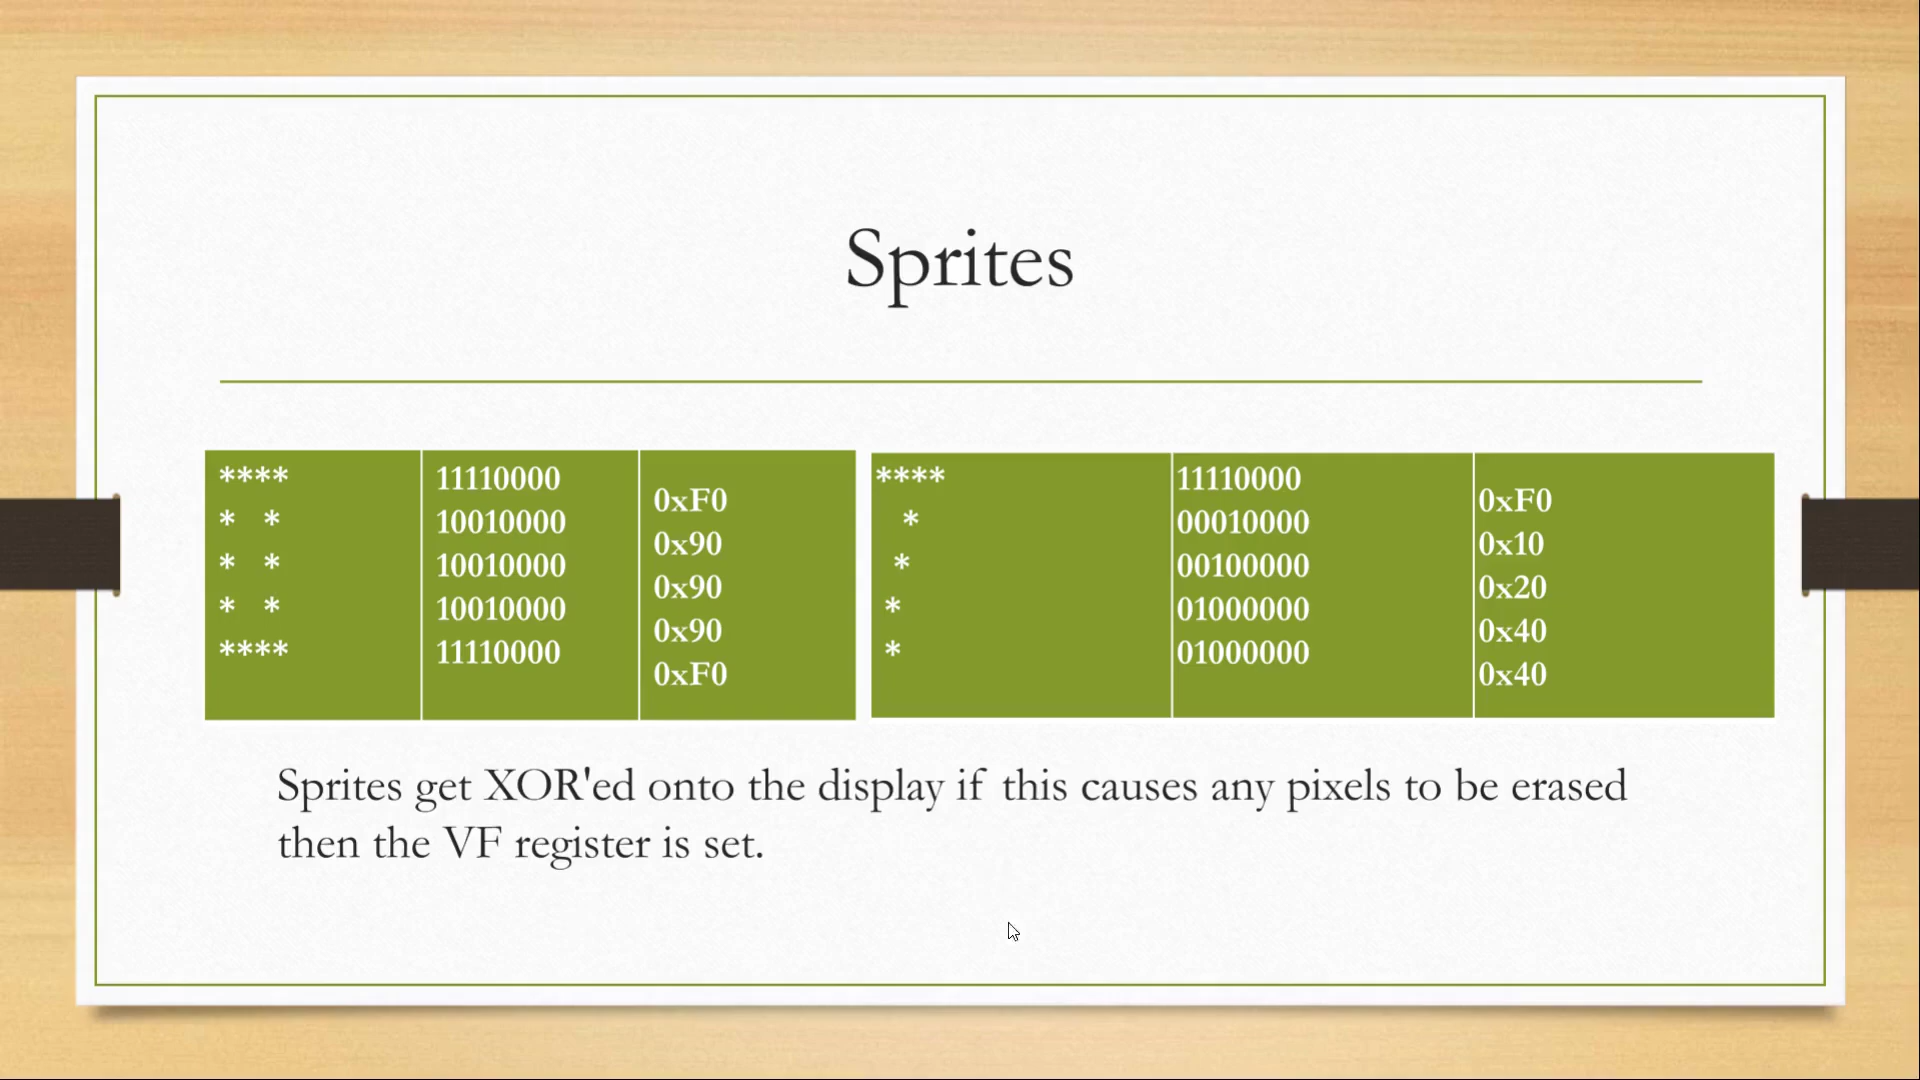 Sprites
****
*   *
*   *
*   *
****
11110000
10010000
10010000
10010000
11110000
0xF0
0x90
0x90
0x90
0xF0
****
   *
  *
 *
 *
11110000
00010000
00100000
01000000
01000000
0xF0
0x10
0x20
0x40
0x40
Sprites get XOR'ed onto the display if this causes any pixels to be erased
then the VF register is set.